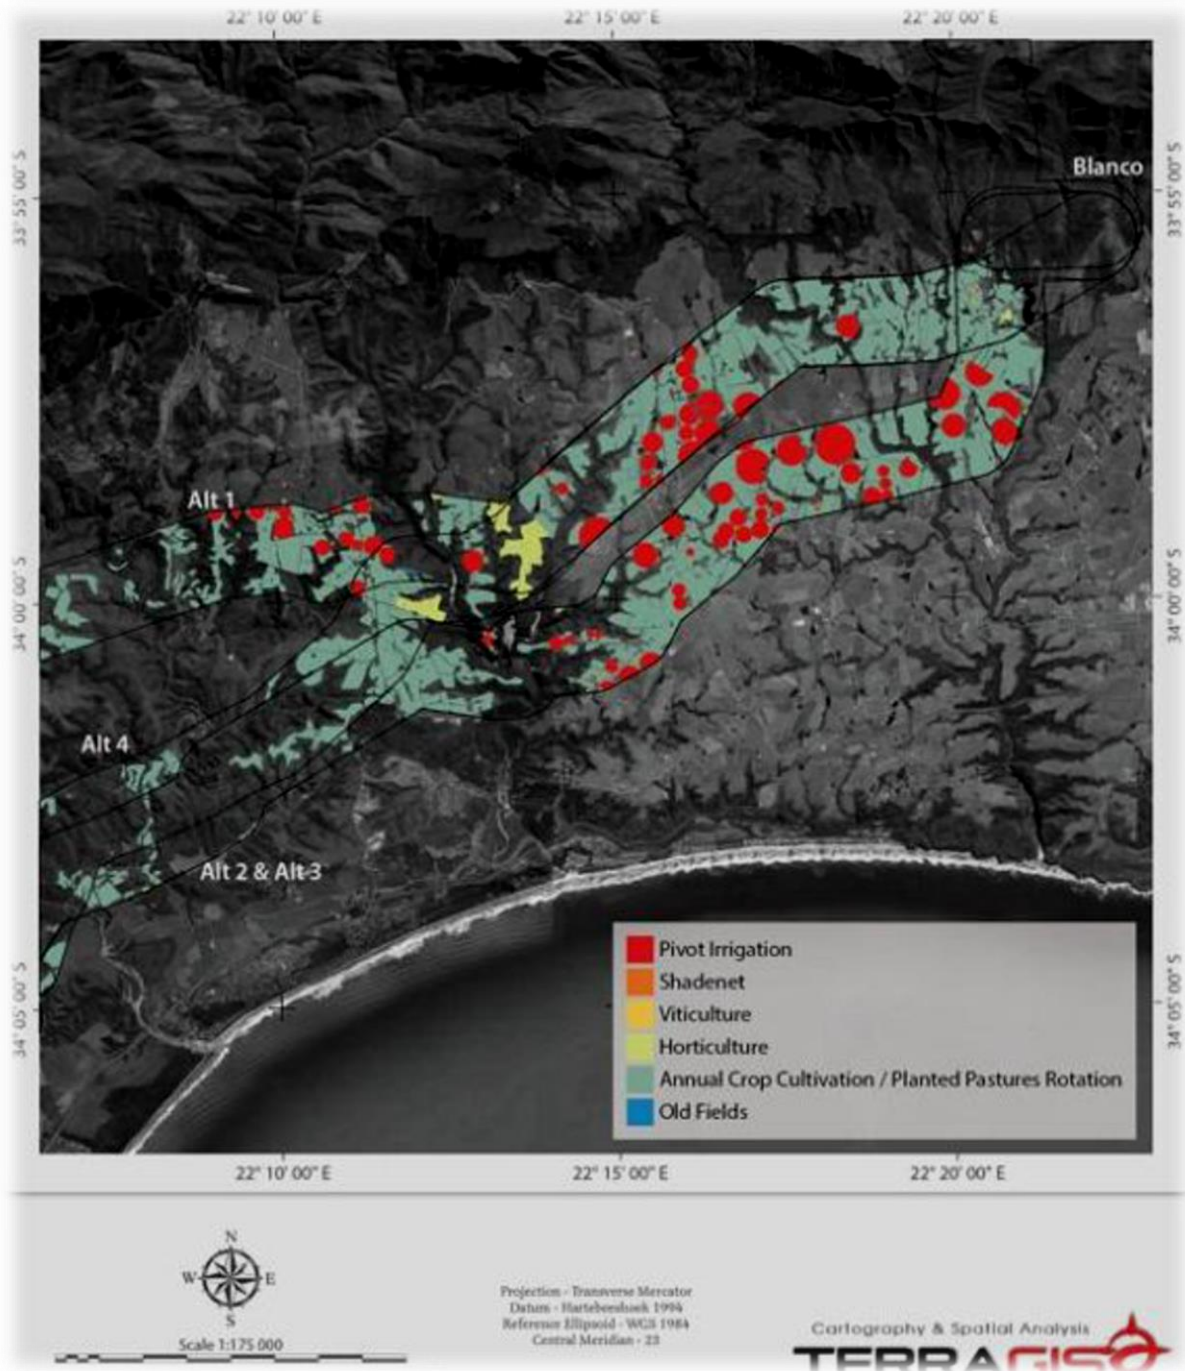 22° 10' 00" E 22° 15' 00" E 22° 20' 00" E
33° 55' 00" S
33° 55' 00" S
Blanco
Alt 1
34° 00' 00" S
34° 00' 00" S
Alt 4
Alt 2 & Alt 3
34° 05' 00" S
34° 05' 00" S
Pivot Irrigation
Shadenet
Viticulture
Horticulture
Annual Crop Cultivation / Planted Pastures Rotation
Old Fields
22° 10' 00" E 22° 15' 00" E 22° 20' 00" E
N
W E
S
Scale 1:175 000
Projection - Transverse Mercator
Datum - Hartebeeshoek 1994
Reference Ellipsoid - WGS 1984
Central Meridian - 23
Cartography & Spatial Analysis
TERRAGIS